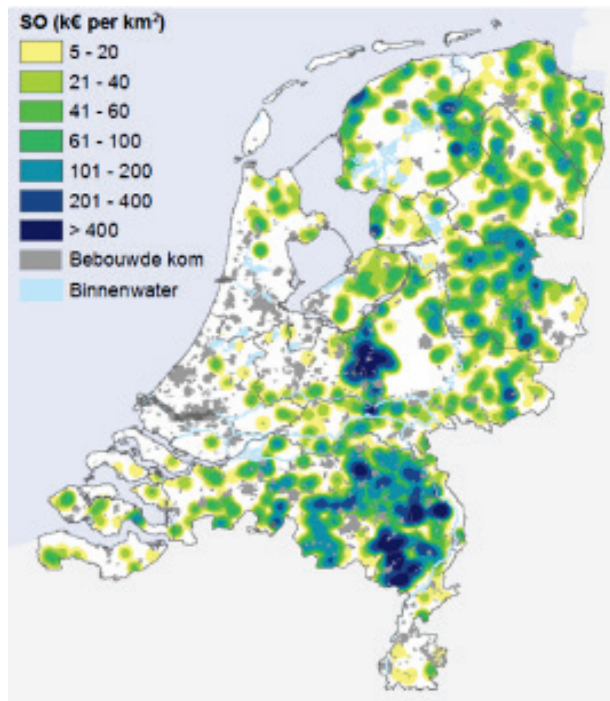 SO (k€ per km²)
5 - 20
21 - 40
41 - 60
61 - 100
101 - 200
201 - 400
> 400
Bebouwde kom
Binnenwater